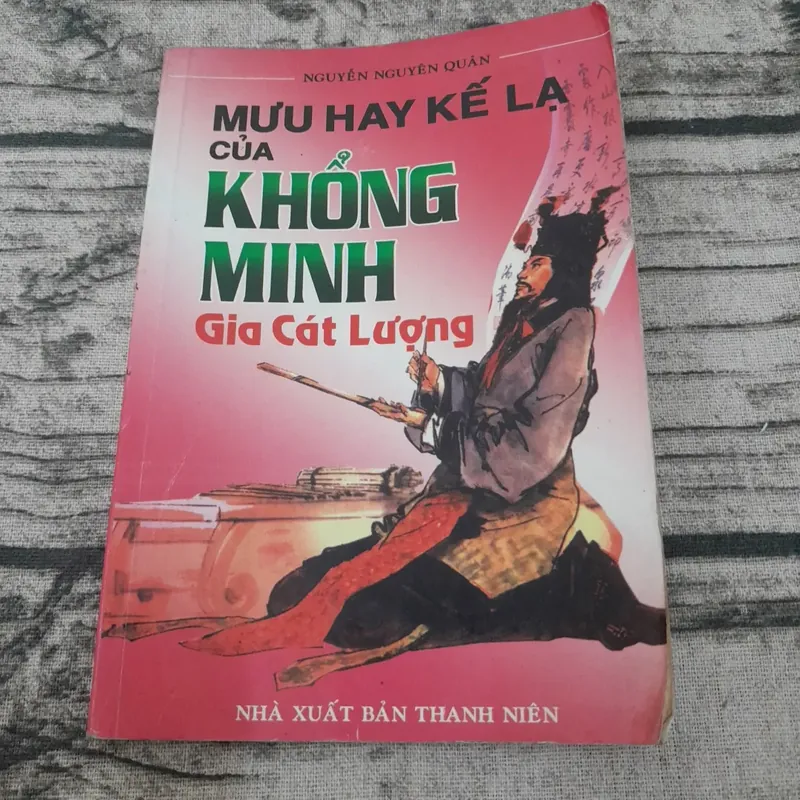 NGUYỄN NGUYÊN QUÂN
MƯU HAY KẾ LẠ
CỦA
KHỔNG
MINH
Gia Cát Lượng
NHÀ XUẤT BẢN THANH NIÊN